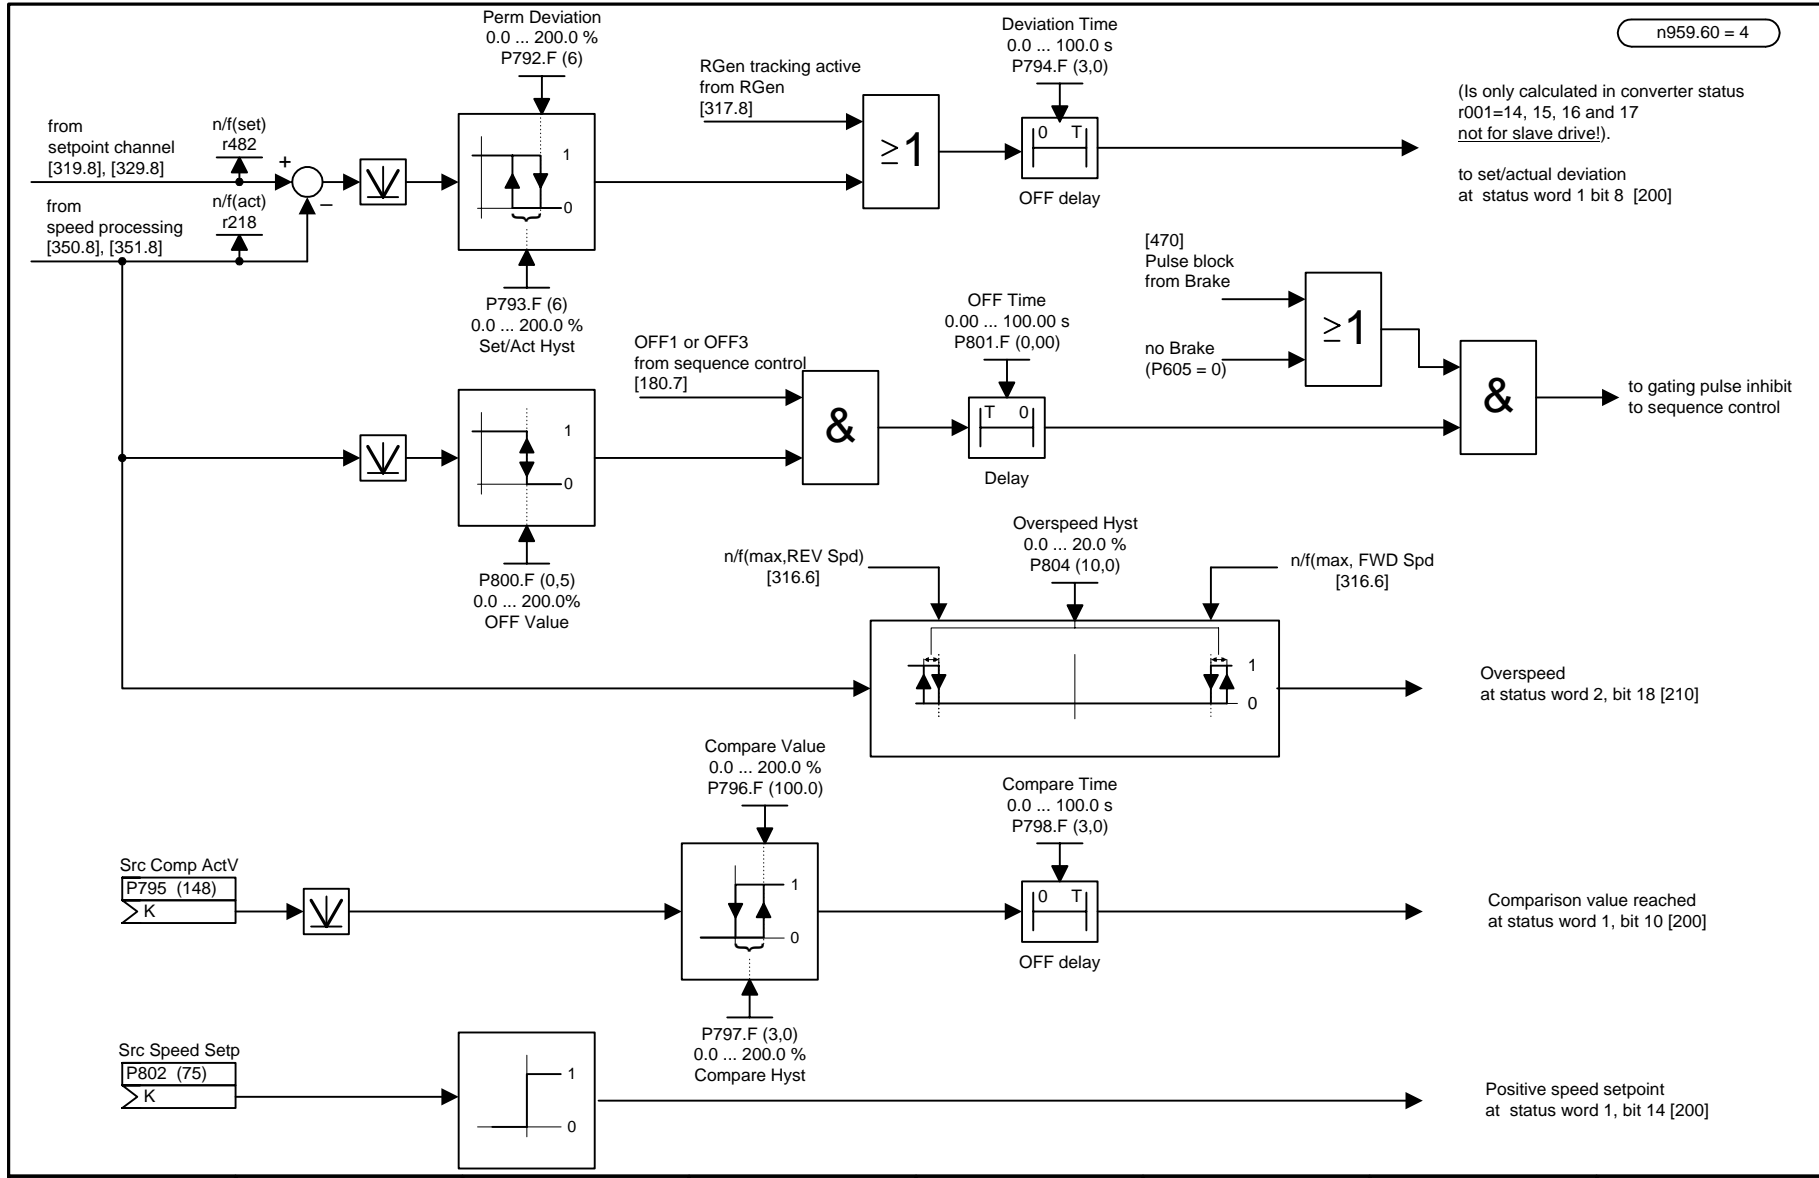 Perm Deviation
0.0 ... 200.0 %
P792.F (6)
Deviation Time
0.0 ... 100.0 s
P794.F (3,0)
n959.60 = 4
RGen tracking active
from RGen
[317.8]
(Is only calculated in converter status
r001=14, 15, 16 and 17
not for slave drive!).
to set/actual deviation
at status word 1 bit 8 [200]
from
setpoint channel
[319.8], [329.8]
n/f(set)
r482
+
−
1
0
≥1
0 T
OFF delay
from
speed processing
[350.8], [351.8]
n/f(act)
r218
P793.F (6)
0.0 ... 200.0 %
Set/Act Hyst
OFF1 or OFF3
from sequence control
[180.7]
OFF Time
0.00 ... 100.00 s
P801.F (0,00)
[470]
Pulse block
from Brake
no Brake
(P605 = 0)
≥1
&
to gating pulse inhibit
to sequence control
1
0
&
T 0
Delay
P800.F (0,5)
0.0 ... 200.0%
OFF Value
n/f(max,REV Spd)
[316.6]
Overspeed Hyst
0.0 ... 20.0 %
P804 (10,0)
n/f(max, FWD Spd
[316.6]
1
0
Overspeed
at status word 2, bit 18 [210]
Compare Value
0.0 ... 200.0 %
P796.F (100.0)
Compare Time
0.0 ... 100.0 s
P798.F (3,0)
Src Comp ActV
P795 (148)
K
1
0
0 T
OFF delay
Comparison value reached
at status word 1, bit 10 [200]
P797.F (3,0)
0.0 ... 200.0 %
Compare Hyst
Src Speed Setp
P802 (75)
K
1
0
Positive speed setpoint
at status word 1, bit 14 [200]